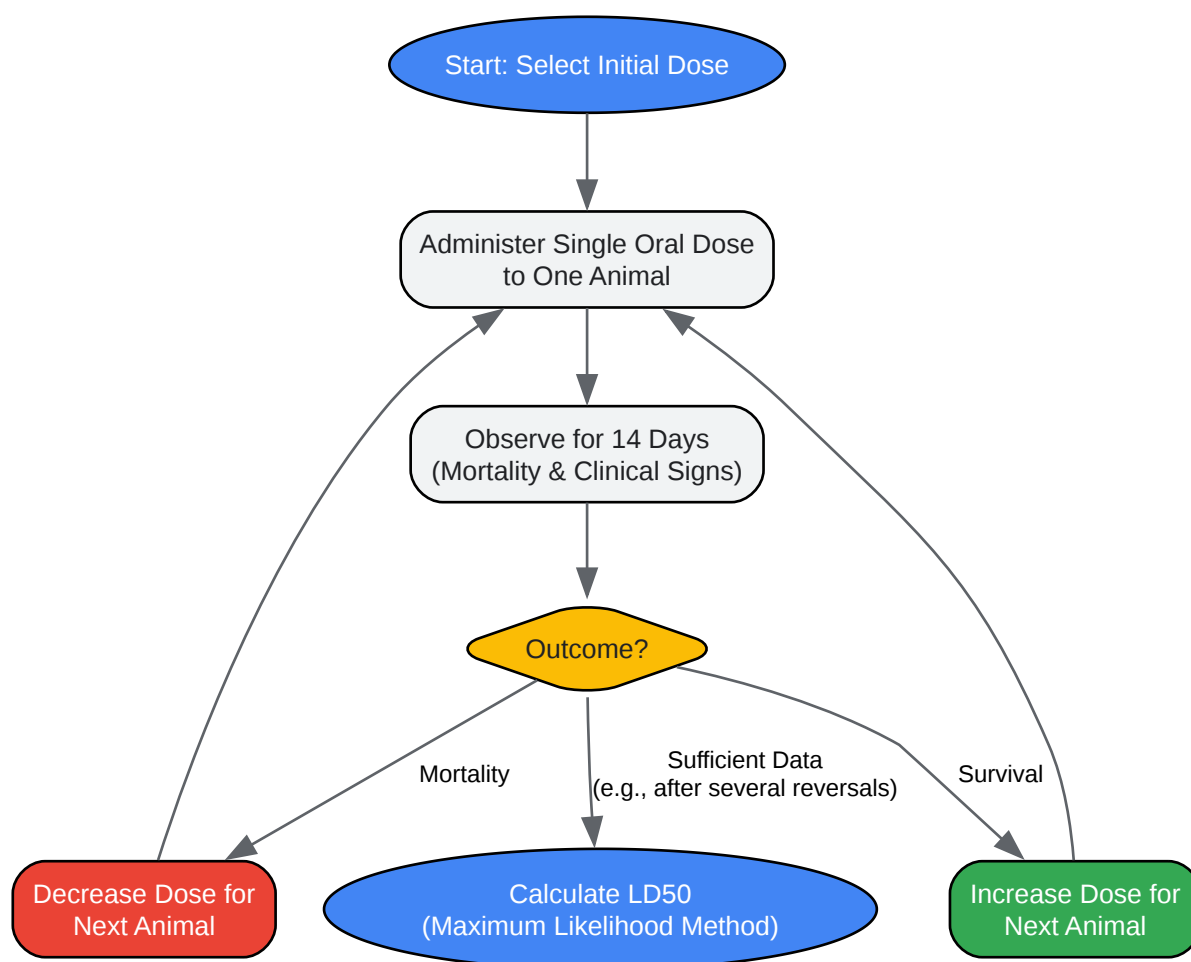 Start: Select Initial Dose
Administer Single Oral Dose
to One Animal
Observe for 14 Days
(Mortality & Clinical Signs)
Outcome?
Mortality
Sufficient Data
(e.g., after several reversals)
Survival
Decrease Dose for
Next Animal
Calculate LD50
(Maximum Likelihood Method)
Increase Dose for
Next Animal